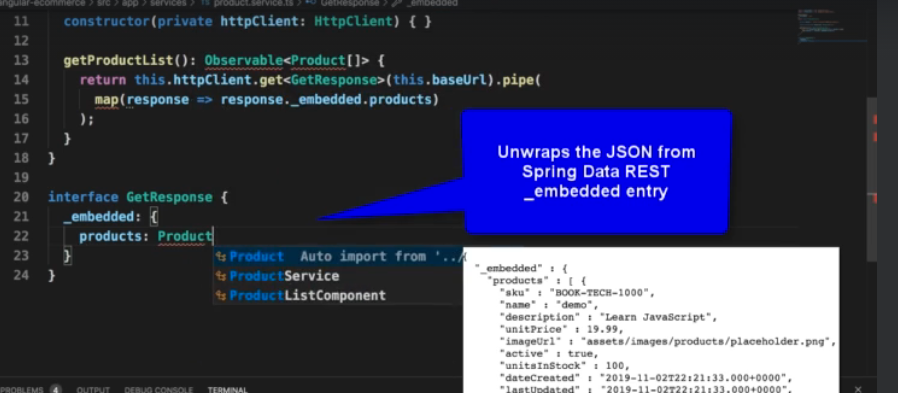 angular-ecommerce > src > app > services > TS product.service.ts > GetResponse > _embedded
11 constructor(private httpClient: HttpClient) { }
12
13 getProductList(): Observable<Product[]> {
14 return this.httpClient.get<GetResponse>(this.baseUrl).pipe(
15 map(response => response._embedded.products)
16 );
17 }
18 }
19
20 interface GetResponse {
21 _embedded: {
22 products: Product
23 }
24 }
Product Auto import from '../
ProductService
ProductListComponent
Unwraps the JSON from
Spring Data REST
_embedded entry
{
"_embedded" : {
"products" : [ {
"sku" : "BOOK-TECH-1000",
"name" : "demo",
"description" : "Learn JavaScript",
"unitPrice" : 19.99,
"imageUrl" : "assets/images/products/placeholder.png",
"active" : true,
"unitsInStock" : 100,
"dateCreated" : "2019-11-02T22:21:33.000+0000",
"lastUpdated" : "2019-11-02T22:21:33.000+0000",
PROBLEMS 4 OUTPUT DEBUG CONSOLE TERMINAL